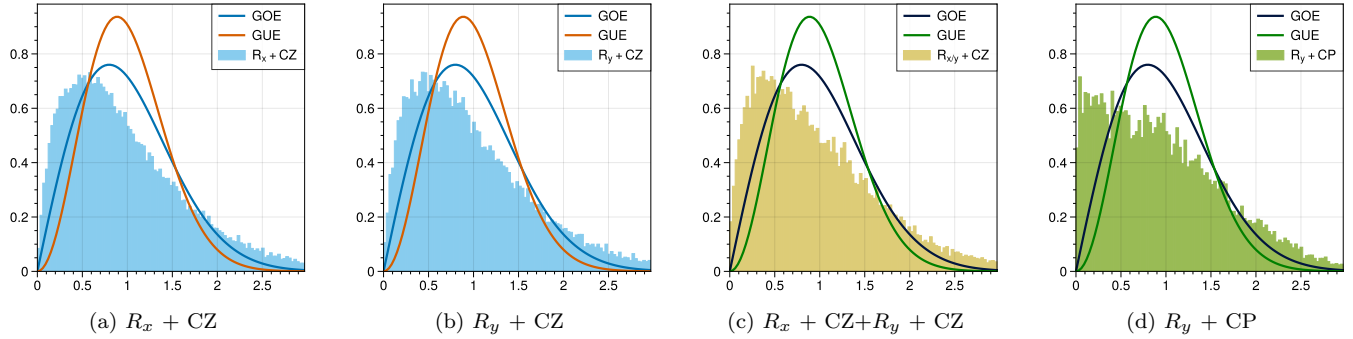 GOE
GUE
Rx + CZ
0.8
0.6
0.4
0.2
0
0 0.5 1 1.5 2 2.5
(a) Rx + CZ
GOE
GUE
Ry + CZ
0.8
0.6
0.4
0.2
0
0 0.5 1 1.5 2 2.5
(b) Ry + CZ
GOE
GUE
Rx/y + CZ
0.8
0.6
0.4
0.2
0
0 0.5 1 1.5 2 2.5
(c) Rx + CZ+Ry + CZ
GOE
GUE
Ry + CP
0.8
0.6
0.4
0.2
0
0 0.5 1 1.5 2 2.5
(d) Ry + CP